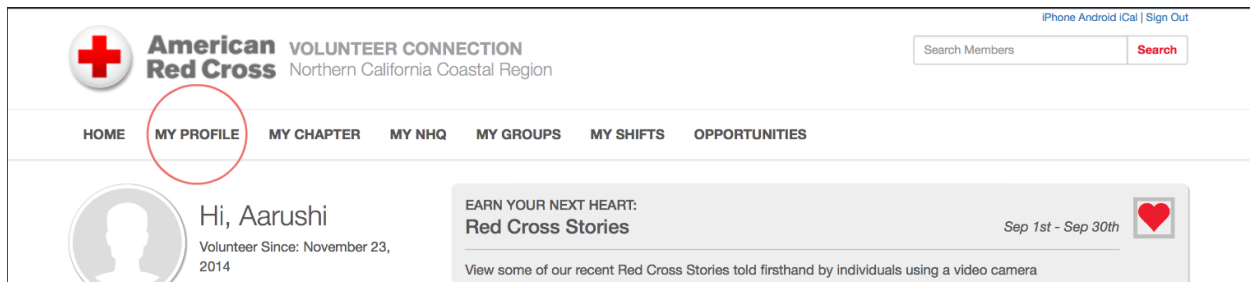 iPhone Android iCal | Sign Out
American Red Cross
VOLUNTEER CONNECTION
Northern California Coastal Region
Search Members
Search
HOME MY PROFILE MY CHAPTER MY NHQ MY GROUPS MY SHIFTS OPPORTUNITIES
Hi, Aarushi
Volunteer Since: November 23,
2014
EARN YOUR NEXT HEART:
Red Cross Stories
Sep 1st - Sep 30th
View some of our recent Red Cross Stories told firsthand by individuals using a video camera